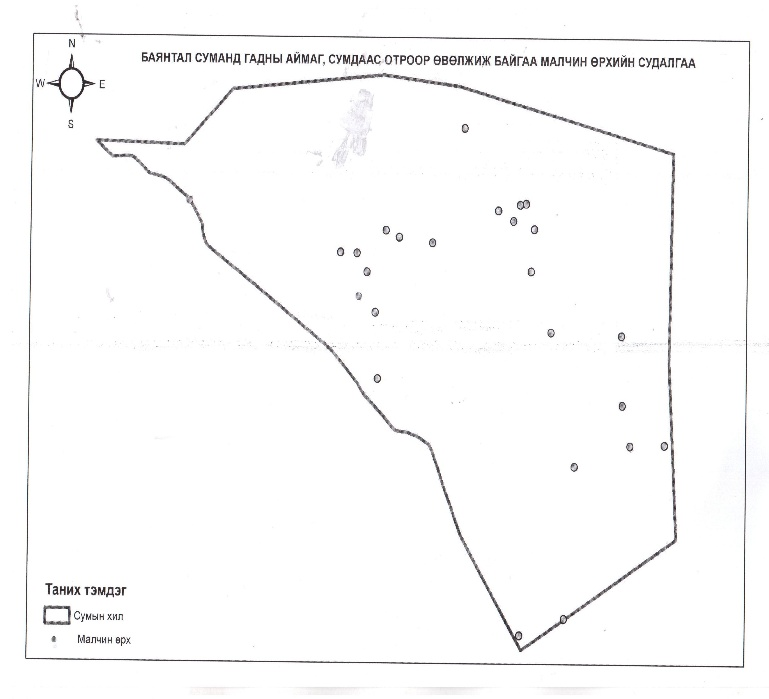 БАЯНТАЛ СУМАНД ГАДНЫ АЙМАГ, СУМДААС ОТРООР ӨВӨЛЖИЖ БАЙГАА МАЛЧИН ӨРХИЙН СУДАЛГАА
N
W E
S
Таних тэмдэг
Сумын хил
Малчин өрх